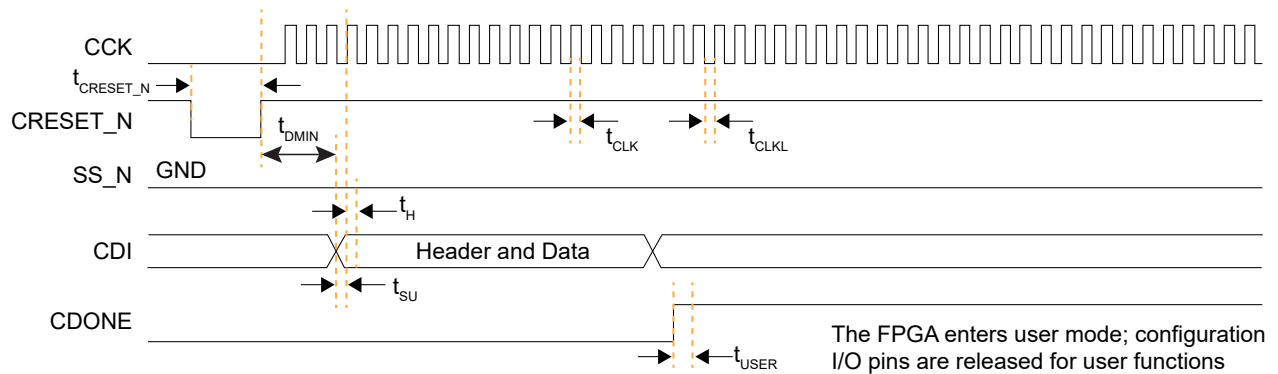 CCK
tCRESET_N
CRESET_N
tDMIN
tCLK
tCLKL
SS_N
GND
tH
CDI
Header and Data
tSU
CDONE
tUSER
The FPGA enters user mode; configuration
I/O pins are released for user functions